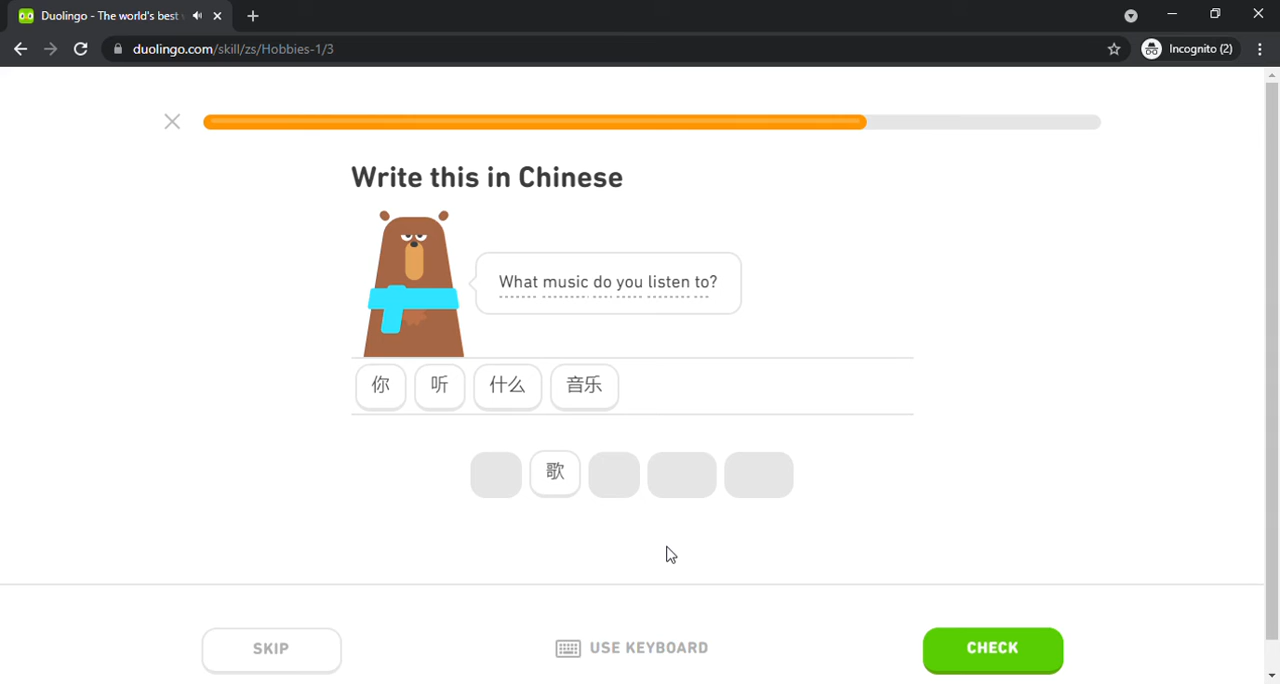 Duolingo - The world's best
duolingo.com/skill/zs/Hobbies-1/3
Incognito (2)
Write this in Chinese
What music do you listen to?
你 听 什么 音乐
歌
SKIP
USE KEYBOARD
CHECK